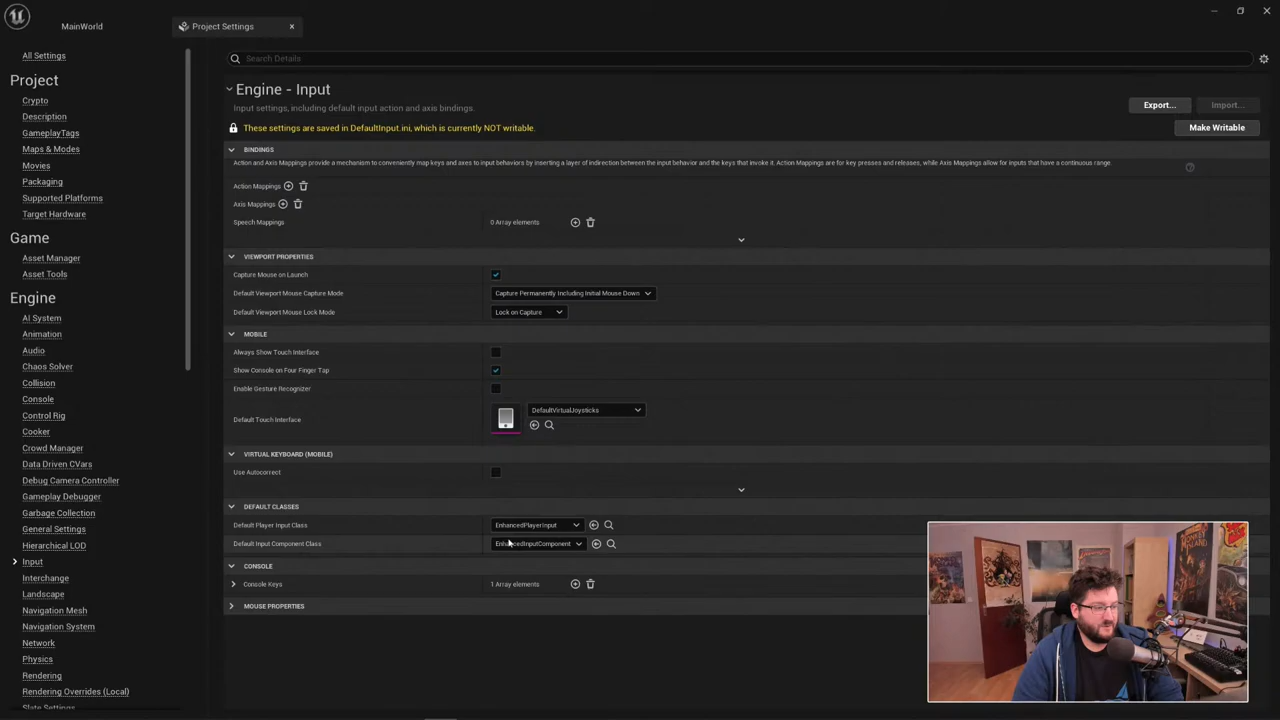 MainWorld
Project Settings
All Settings
Project
Crypto
Description
GameplayTags
Maps & Modes
Movies
Packaging
Supported Platforms
Target Hardware
Game
Asset Manager
Asset Tools
Engine
AI System
Animation
Audio
Chaos Solver
Collision
Console
Control Rig
Cooker
Crowd Manager
Data Driven CVars
Debug Camera Controller
Gameplay Debugger
Garbage Collection
General Settings
Hierarchical LOD
Input
Interchange
Landscape
Navigation Mesh
Navigation System
Network
Physics
Rendering
Rendering Overrides (Local)
Slate Settings
Search Details
Engine - Input
Input settings, including default input action and axis bindings.
Export...
Import...
These settings are saved in DefaultInput.ini, which is currently NOT writable.
Make Writable
BINDINGS
Action and Axis Mappings provide a mechanism to conveniently map keys and axes to input behaviors by inserting a layer of indirection between the input behavior and the keys that invoke it. Action Mappings are for key presses and releases, while Axis Mappings allow for inputs that have a continuous range.
Action Mappings
Axis Mappings
Speech Mappings 0 Array elements
VIEWPORT PROPERTIES
Capture Mouse on Launch
Default Viewport Mouse Capture Mode Capture Permanently Including Initial Mouse Down
Default Viewport Mouse Lock Mode Lock on Capture
MOBILE
Always Show Touch Interface
Show Console on Four Finger Tap
Enable Gesture Recognizer
Default Touch Interface DefaultVirtualJoysticks
VIRTUAL KEYBOARD (MOBILE)
Use Autocorrect
DEFAULT CLASSES
Default Player Input Class EnhancedPlayerInput
Default Input Component Class EnhancedInputComponent
CONSOLE
Console Keys 1 Array elements
MOUSE PROPERTIES